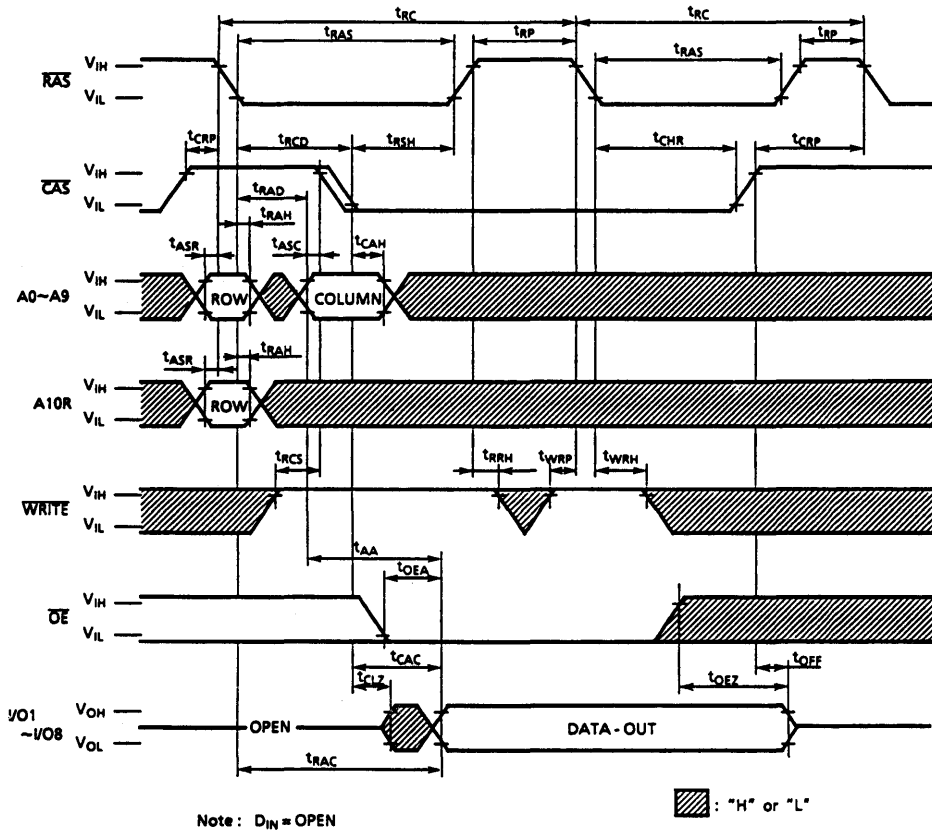 tRC tRC
tRAS tRP tRAS tRP
RAS VIH
VIL
tCRP tRCD tRSH tCHR tCRP
CAS VIH
VIL
tRAD
tRAH
tASR tASC tCAH
A0~A9 VIH
VIL
ROW COLUMN
tASR tRAH
A10R VIH
VIL
ROW
tRCS tRRH tWRP tWRH
WRITE VIH
VIL
tAA
tOEA
OE VIH
VIL
tCAC tOFF
tCLZ tOEZ
I/O1
~I/O8
VOH
VOL
OPEN DATA - OUT
tRAC
Note : DIN = OPEN
: "H" or "L"